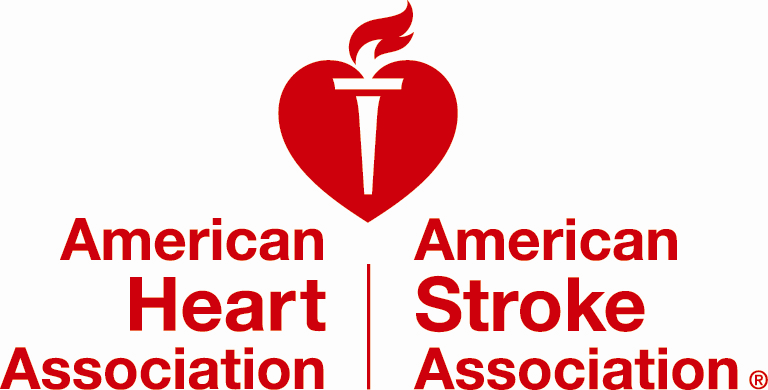 American
Heart
Association
American
Stroke
Association®